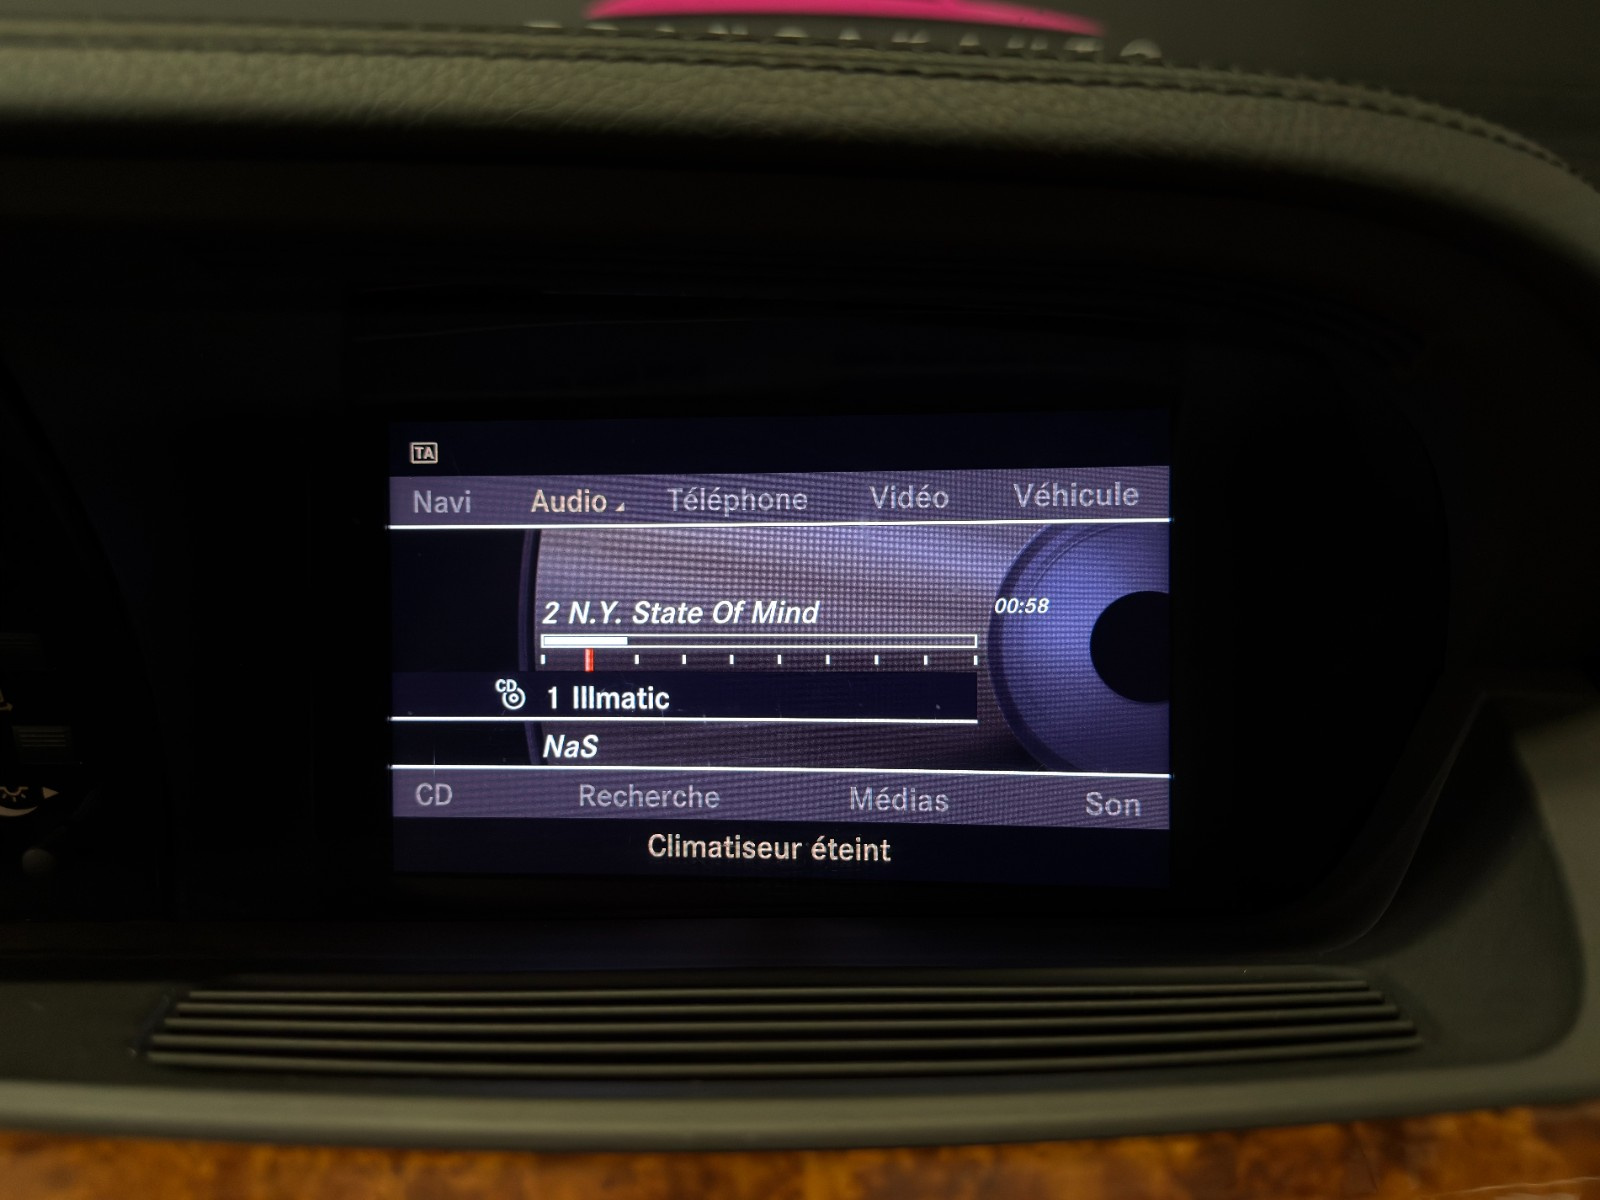 TA
Navi Audio Téléphone Vidéo Véhicule
2 N.Y. State Of Mind 00:58
CD 1 Illmatic
NaS
CD Recherche Médias Son
Climatiseur éteint